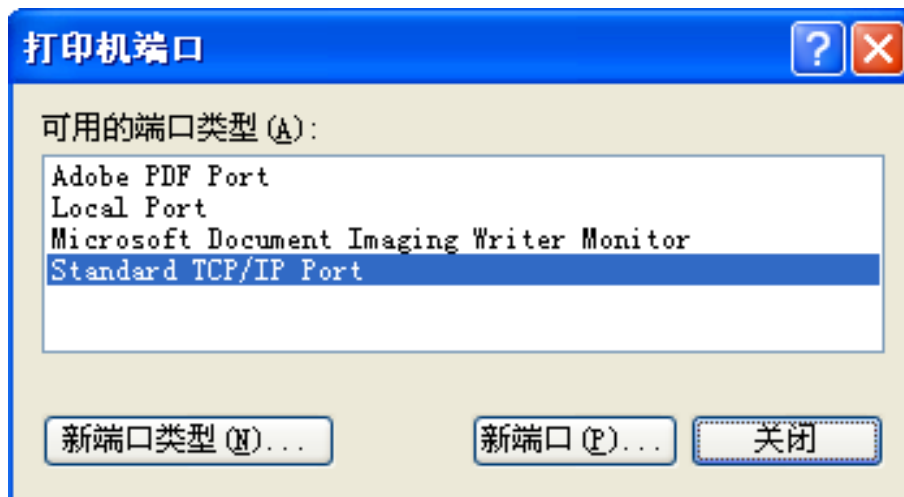 打印机端口
可用的端口类型(A):
Adobe PDF Port
Local Port
Microsoft Document Imaging Writer Monitor
Standard TCP/IP Port
新端口类型(N)... 新端口(P)... 关闭